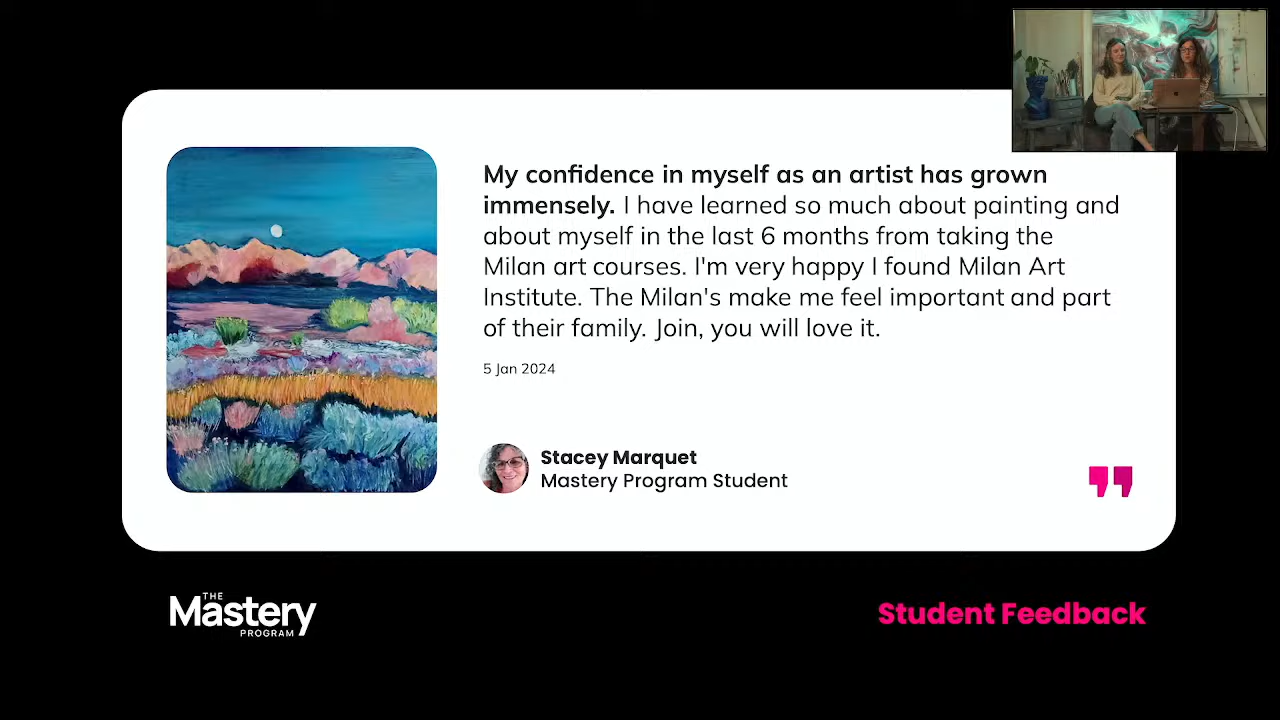 My confidence in myself as an artist has grown
immensely. I have learned so much about painting and
about myself in the last 6 months from taking the
Milan art courses. I'm very happy I found Milan Art
Institute. The Milan's make me feel important and part
of their family. Join, you will love it.
5 Jan 2024
Stacey Marquet
Mastery Program Student
THE
Mastery
PROGRAM
Student Feedback